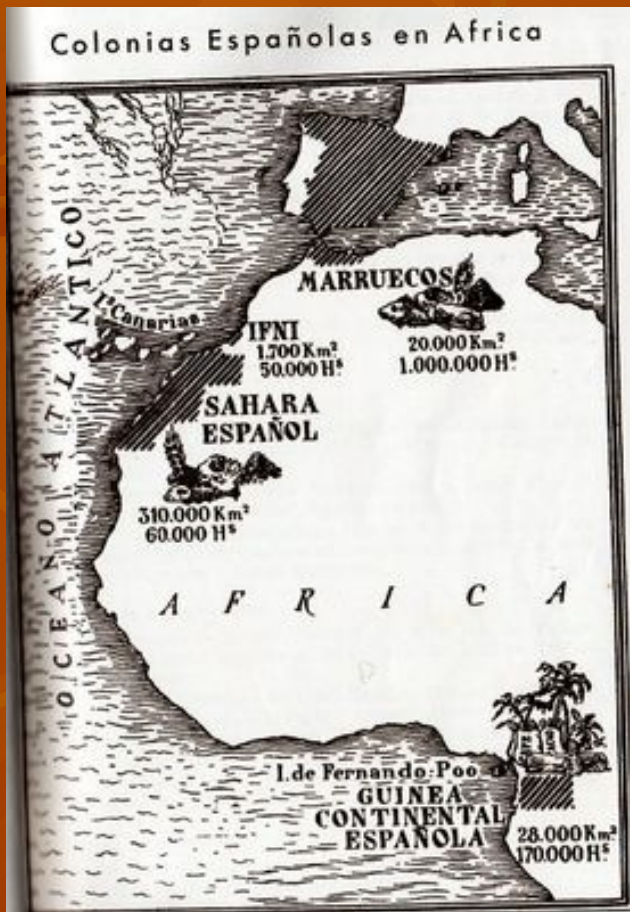 Colonias Españolas en Africa
OCEANO ATLANTICO
Iˢ Canarias
MARRUECOS
20.000 Km²
1.000.000 Hˢ
IFNI
1.700 Km²
50.000 Hˢ
SAHARA
ESPAÑOL
310.000 Km²
60.000 Hˢ
AFRICA
I. de Fernando Poo
GUINEA
CONTINENTAL
ESPAÑOLA
28.000 Km²
170.000 Hˢ